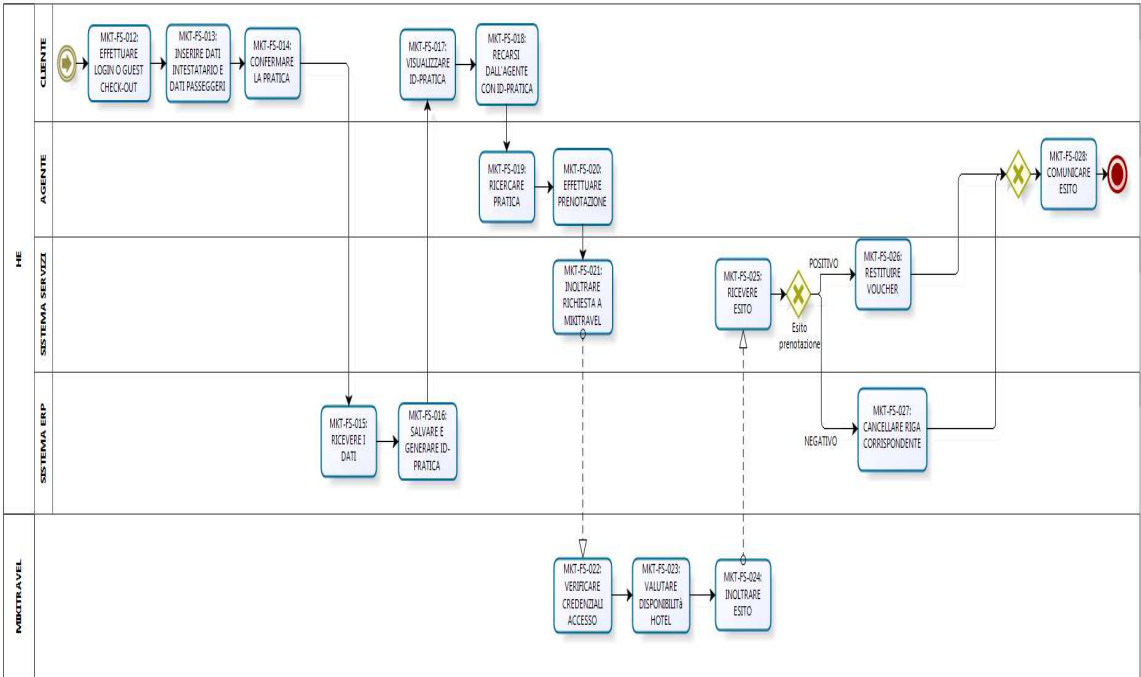 HE
CLIENTE
MKT-FS-012:
EFFETTUARE
LOGIN O GUEST
CHECK-OUT
MKT-FS-013:
INSERIRE DATI
INTESTATARIO E
DATI PASSEGGERI
MKT-FS-014:
CONFERMARE
LA PRATICA
MKT-FS-017:
VISUALIZZARE
ID-PRATICA
MKT-FS-018:
RECARSI
DALL'AGENTE
CON ID-PRATICA
AGENTE
MKT-FS-019:
RICERCARE
PRATICA
MKT-FS-020:
EFFETTUARE
PRENOTAZIONE
MKT-FS-028:
COMUNICARE
ESITO
SISTEMA SERVIZI
MKT-FS-021:
INOLTRARE
RICHIESTA A
MIKITRAVEL
MKT-FS-025:
RICEVERE
ESITO
Esito
prenotazione
POSITIVO
MKT-FS-026:
RESTITUIRE
VOUCHER
SISTEMA ERP
MKT-FS-015:
RICEVERE I
DATI
MKT-FS-016:
SALVARE E
GENERARE ID-
PRATICA
NEGATIVO
MKT-FS-027:
CANCELLARE RIGA
CORRISPONDENTE
MIKITRAVEL
MKT-FS-022:
VERIFICARE
CREDENZIALI
ACCESSO
MKT-FS-023:
VALUTARE
DISPONIBILITà
HOTEL
MKT-FS-024:
INOLTRARE
ESITO